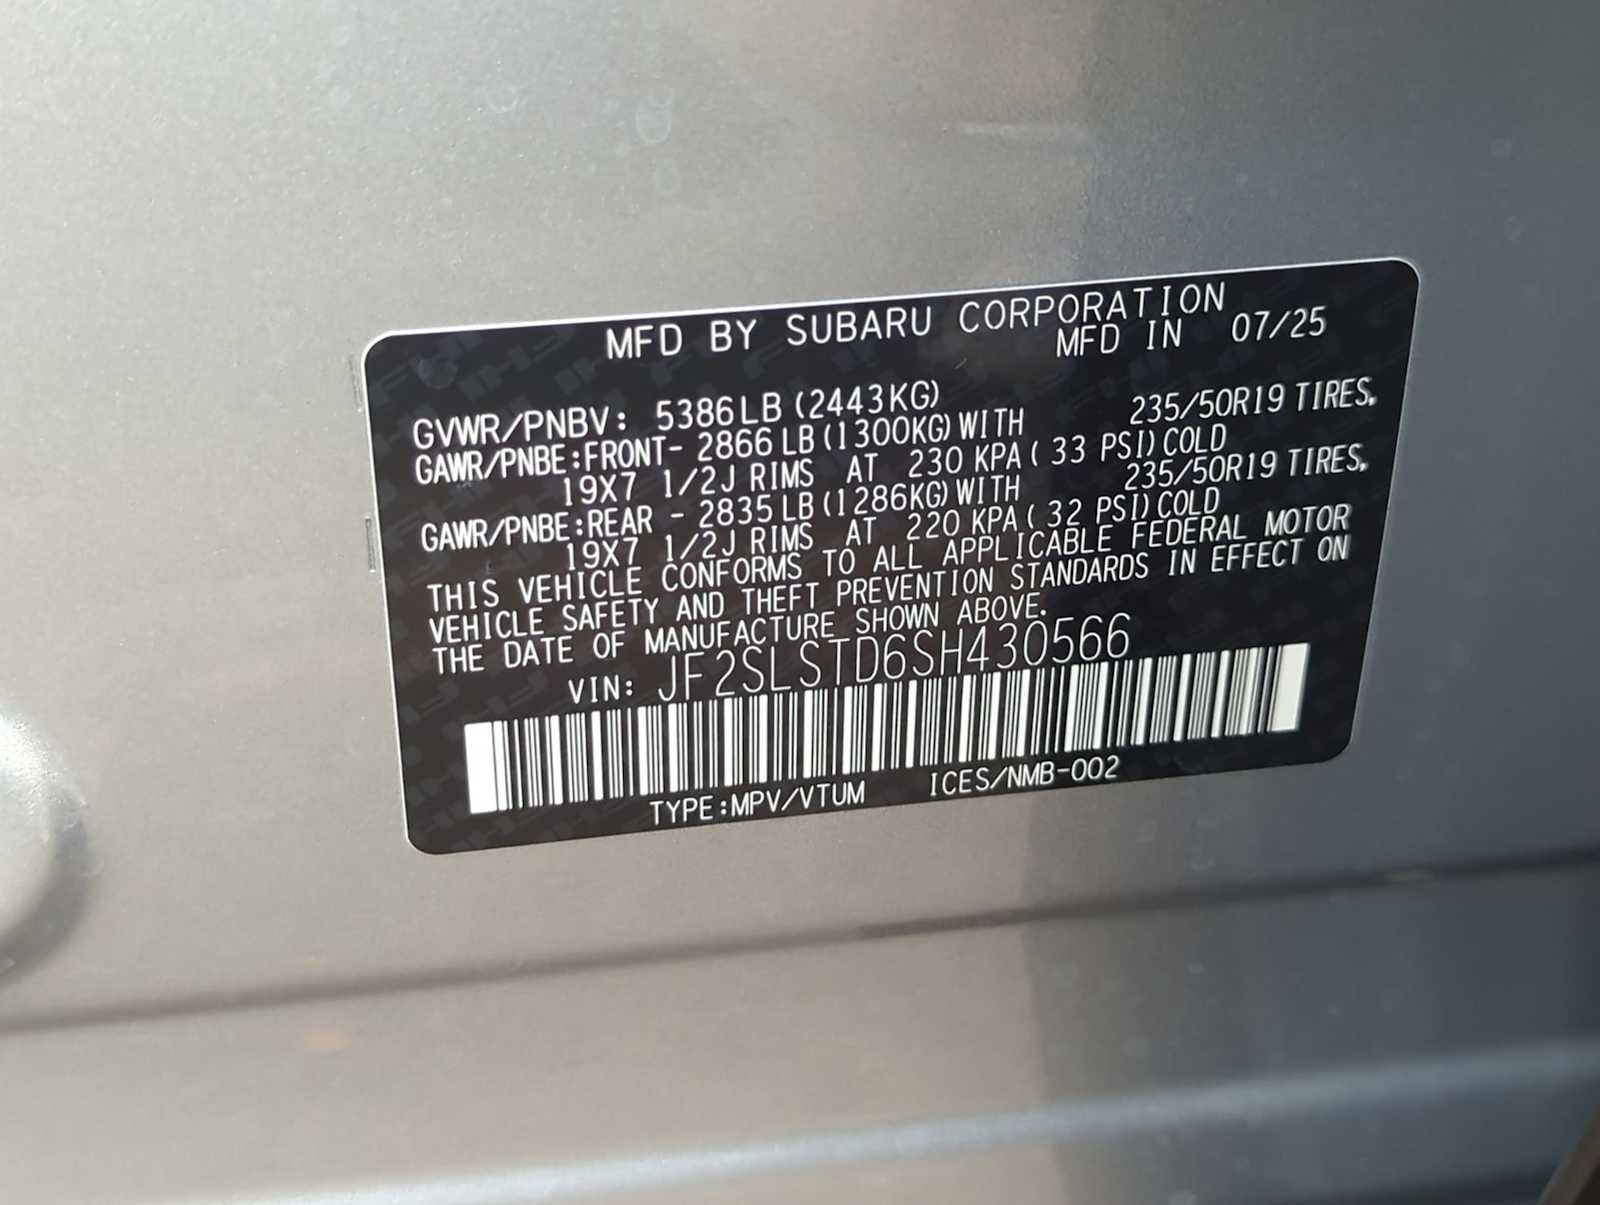 MFD BY SUBARU CORPORATION
MFD IN 07/25
GVWR/PNBV: 5386LB(2443KG)
GAWR/PNBE:FRONT- 2866LB(1300KG)WITH 235/50R19 TIRES,
19X7 1/2J RIMS AT 230 KPA( 33 PSI)COLD
GAWR/PNBE:REAR - 2835LB(1286KG)WITH 235/50R19 TIRES,
19X7 1/2J RIMS AT 220 KPA( 32 PSI)COLD
THIS VEHICLE CONFORMS TO ALL APPLICABLE FEDERAL MOTOR
VEHICLE SAFETY AND THEFT PREVENTION STANDARDS IN EFFECT ON
THE DATE OF MANUFACTURE SHOWN ABOVE.
VIN: JF2SLSTD6SH430566
TYPE:MPV/VTUM ICES/NMB-002